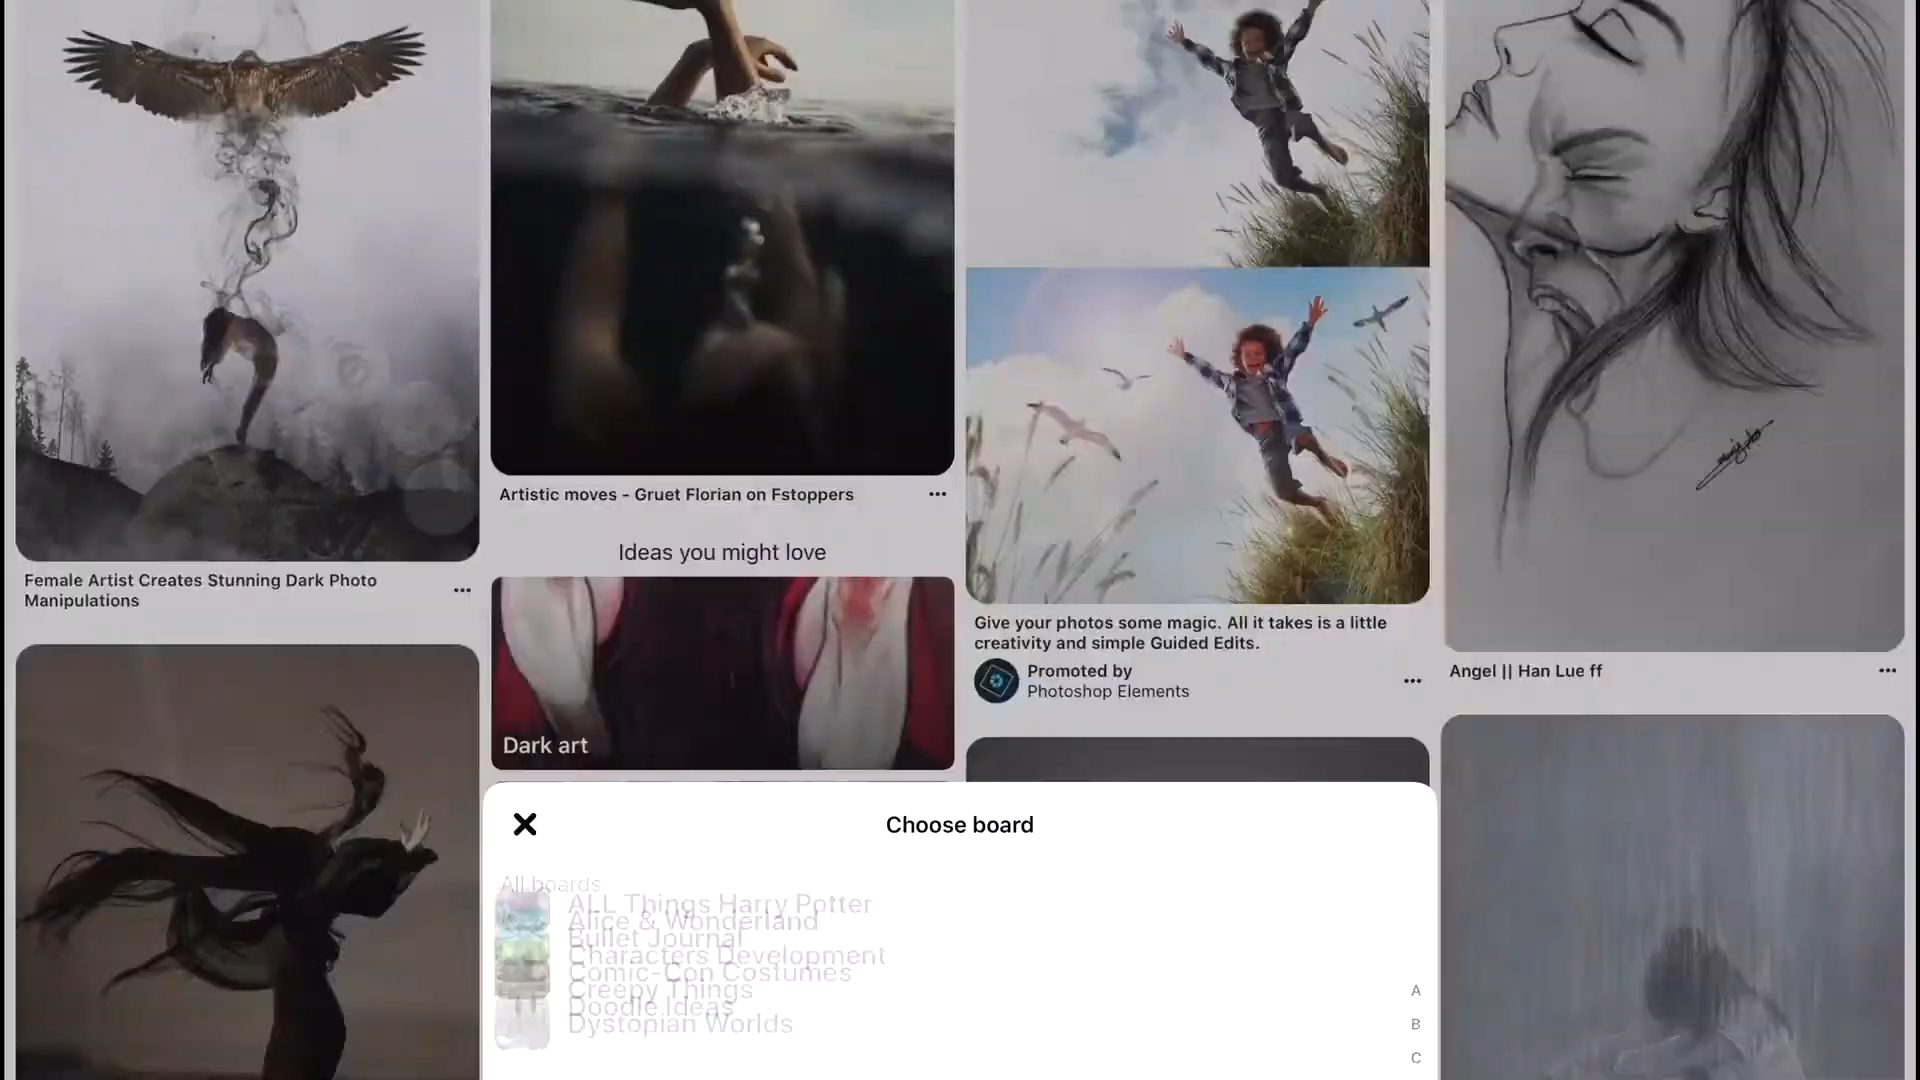 Female Artist Creates Stunning Dark Photo
Manipulations
•••
Artistic moves - Gruet Florian on Fstoppers
•••
Ideas you might love
Dark art
Give your photos some magic. All it takes is a little
creativity and simple Guided Edits.
Promoted by
Photoshop Elements
•••
Angel || Han Lue ff
•••
Choose board
All boards
ALL Things Harry Potter
Alice & Wonderland
Bullet Journal
Characters Development
Comic-Con Costumes
Creepy Things
Doodle Ideas
Dystopian Worlds
A
B
C